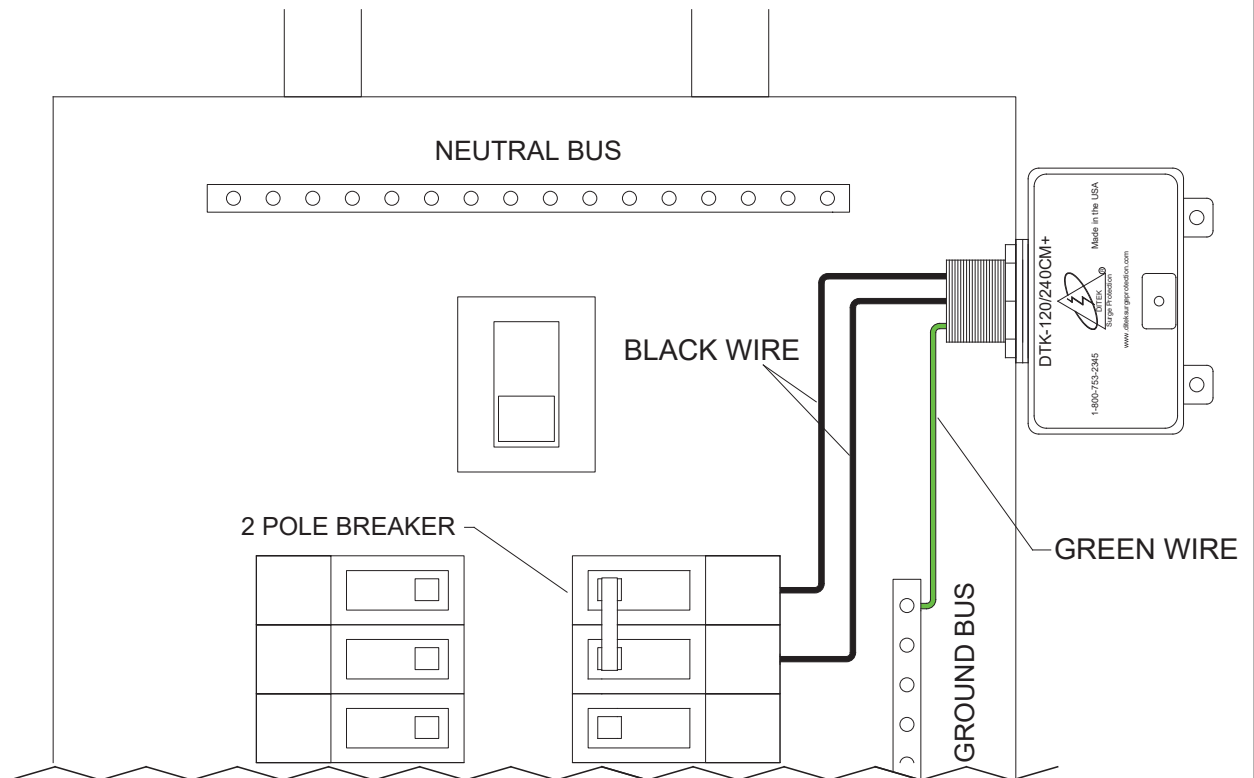 NEUTRAL BUS
BLACK WIRE
2 POLE BREAKER
GREEN WIRE
GROUND BUS
DTK-120/240CM+
1-800-753-2345
Made in the USA
®
DITEK
Surge Protection
www.diteksurgeprotection.com